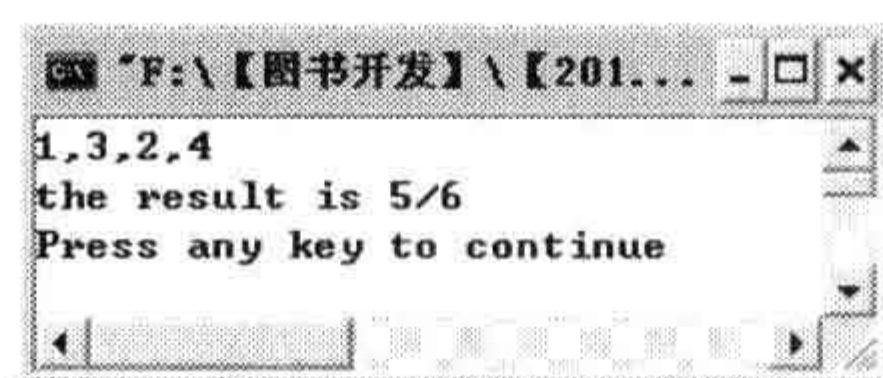 "F:\【图书开发】\【201...
1,3,2,4
the result is 5/6
Press any key to continue